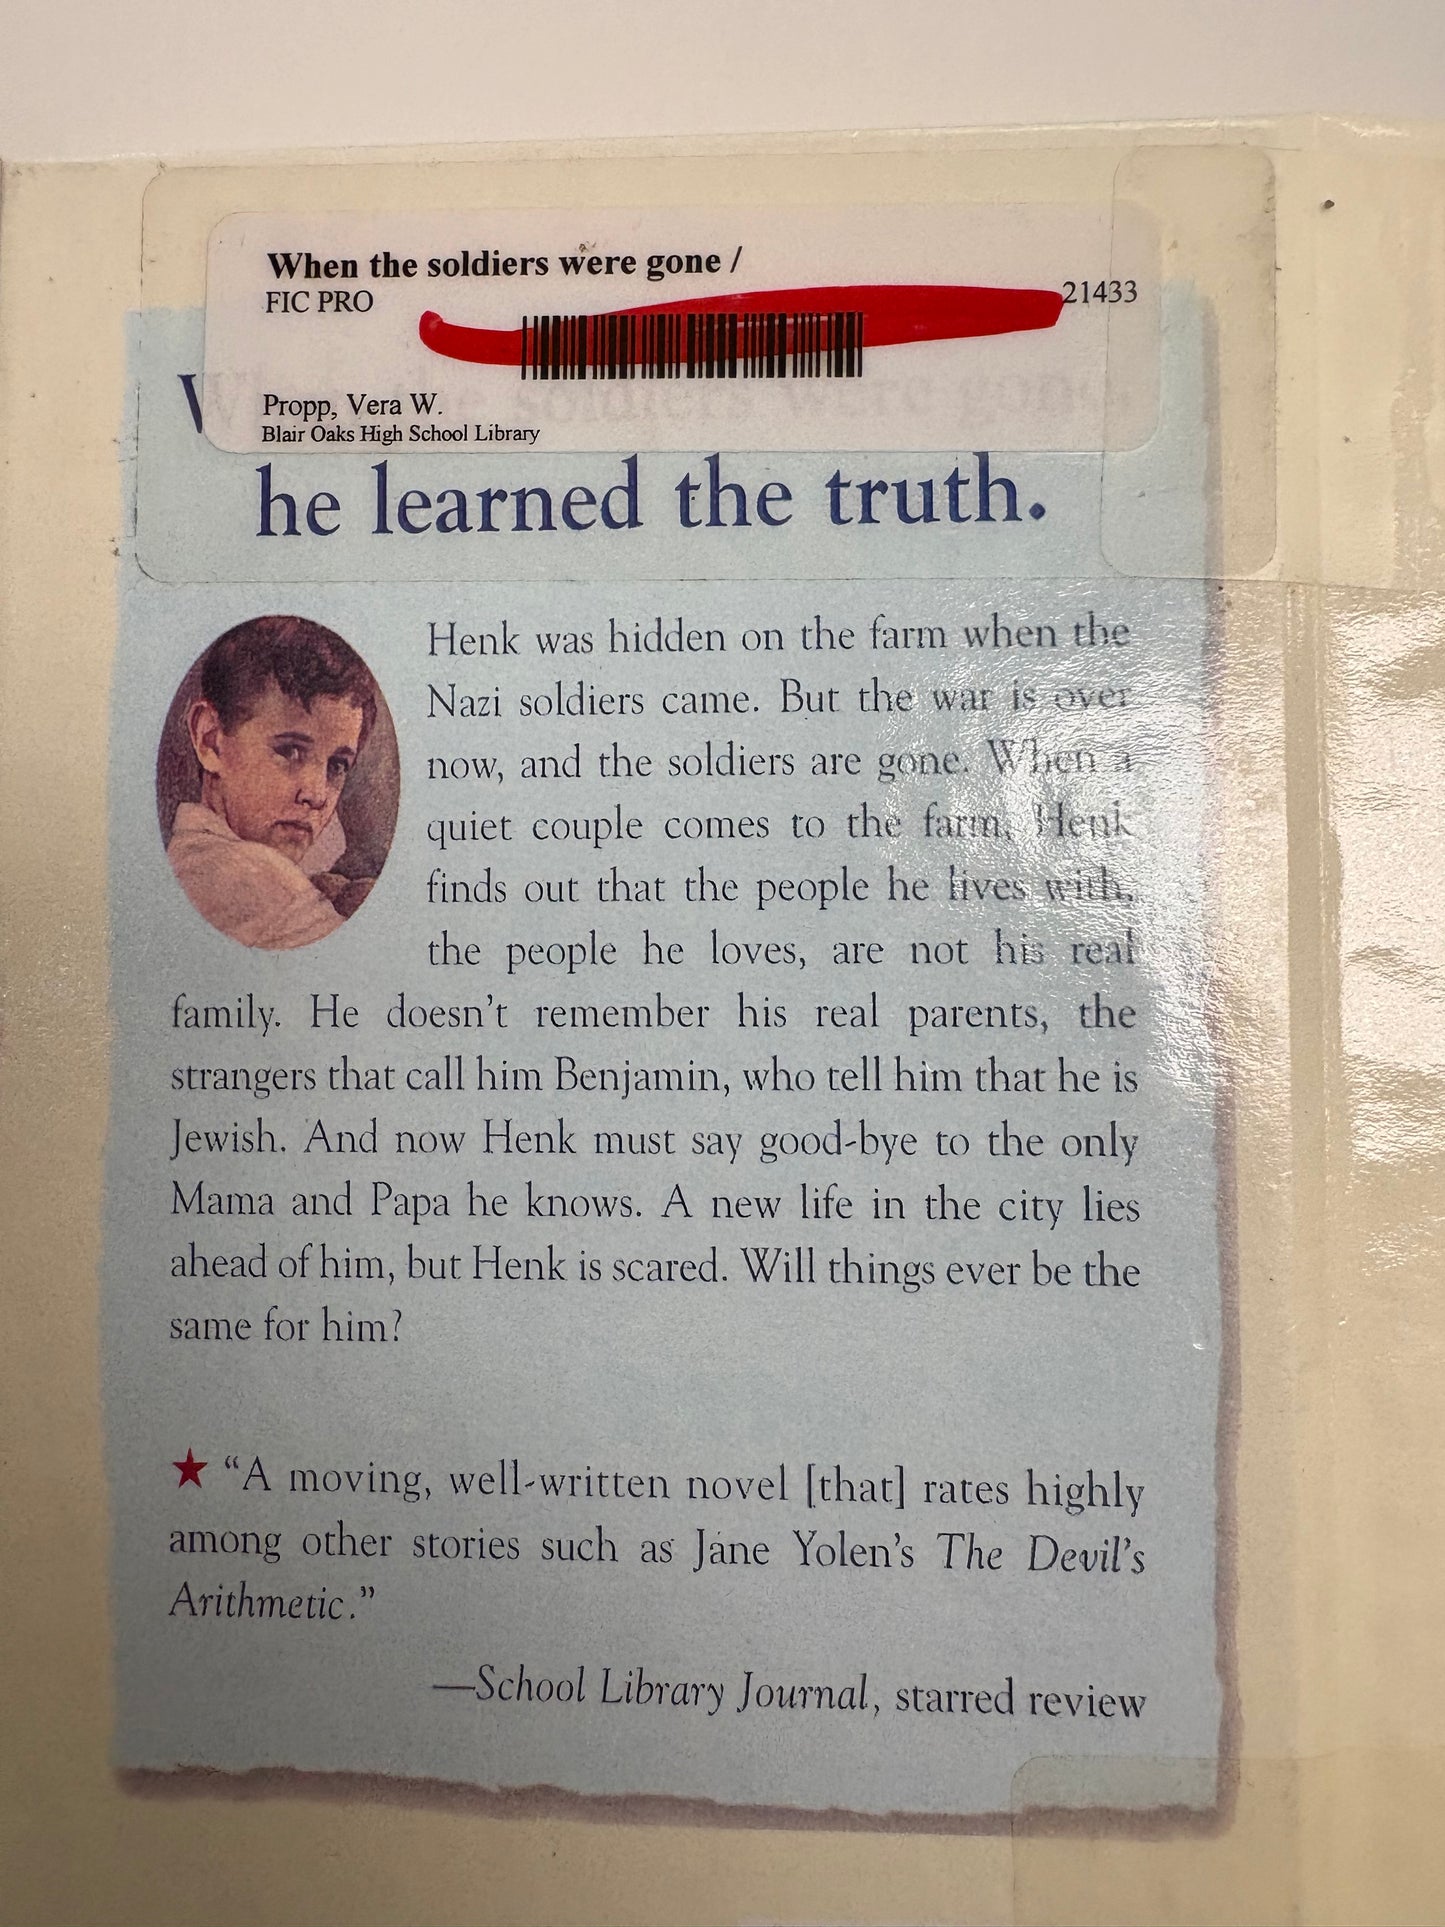 When the soldiers were gone /
FIC PRO
21433
Propp, Vera W.
Blair Oaks High School Library
he learned the truth.
Henk was hidden on the farm when the
Nazi soldiers came. But the war is over
now, and the soldiers are gone. When a
quiet couple comes to the farm, Henk
finds out that the people he lives with,
the people he loves, are not his real
family. He doesn't remember his real parents, the
strangers that call him Benjamin, who tell him that he is
Jewish. And now Henk must say good-bye to the only
Mama and Papa he knows. A new life in the city lies
ahead of him, but Henk is scared. Will things ever be the
same for him?
★ “A moving, well-written novel [that] rates highly
among other stories such as Jane Yolen's The Devil's
Arithmetic.”
—School Library Journal, starred review